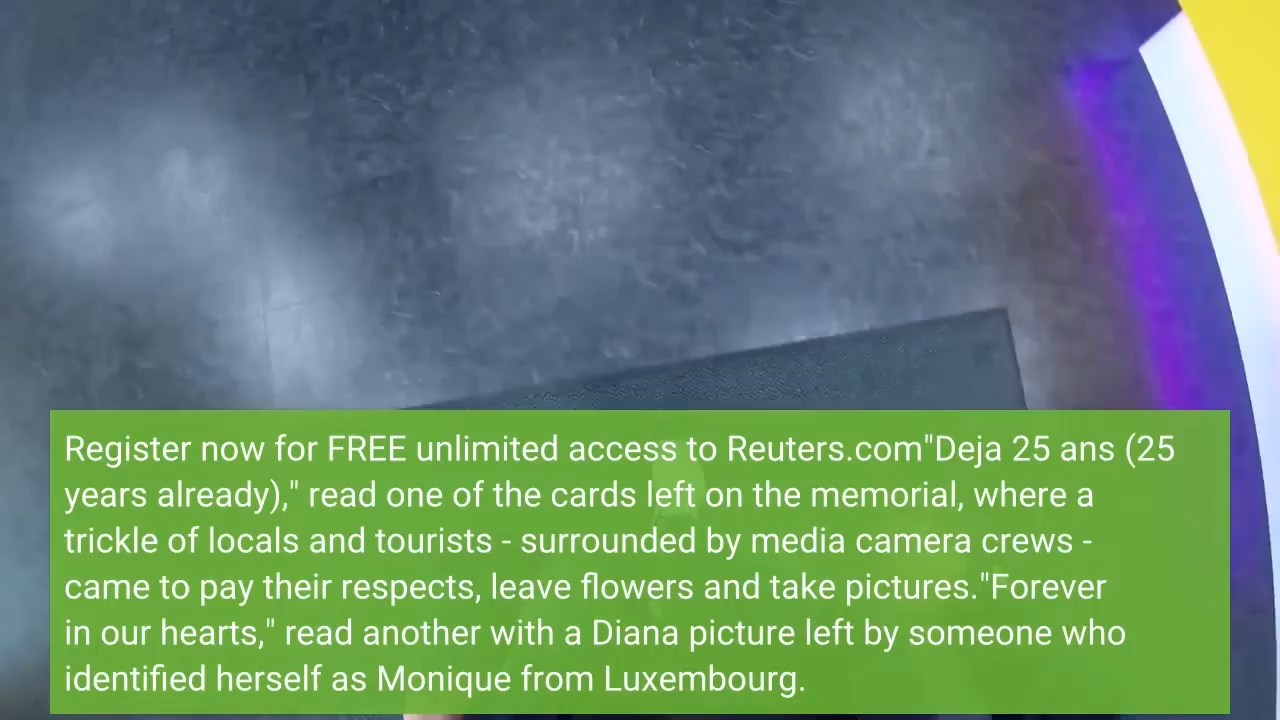 Register now for FREE unlimited access to Reuters.com"Deja 25 ans (25
years already)," read one of the cards left on the memorial, where a
trickle of locals and tourists - surrounded by media camera crews -
came to pay their respects, leave flowers and take pictures."Forever
in our hearts," read another with a Diana picture left by someone who
identified herself as Monique from Luxembourg.